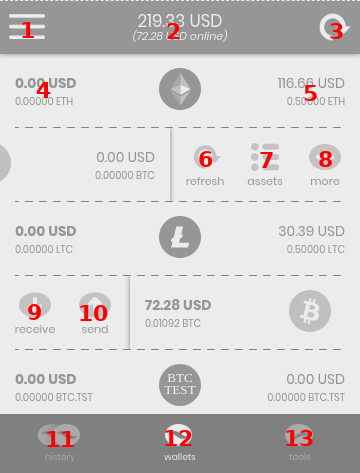 1
219.33 USD
2
(72.28 USD online)
3
0.00 USD
4
0.00000 ETH
116.66 USD
5
0.50000 ETH
0.00 USD
0.00000 BTC
6
refresh
7
assets
8
more
0.00 USD
0.00000 LTC
30.39 USD
0.50000 LTC
9
receive
10
send
72.28 USD
0.01092 BTC
0.00 USD
0.00000 BTC.TST
BTC
TEST
0.00 USD
0.00000 BTC.TST
11
history
12
wallets
13
tools